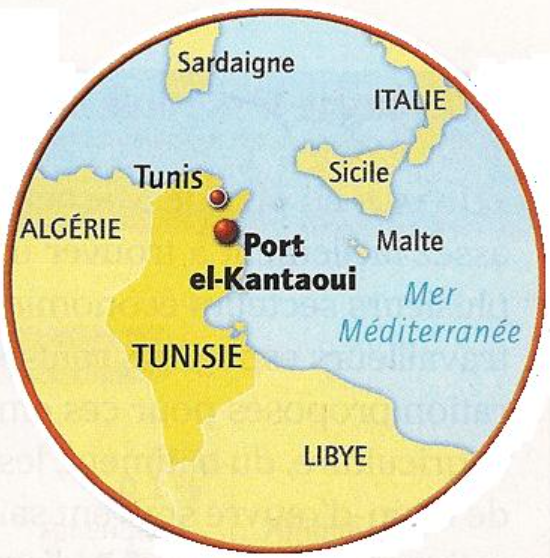 Sardaigne
ITALIE
Tunis
Sicile
ALGÉRIE
Port
el-Kantaoui
Malte
Mer
Méditerranée
TUNISIE
LIBYE